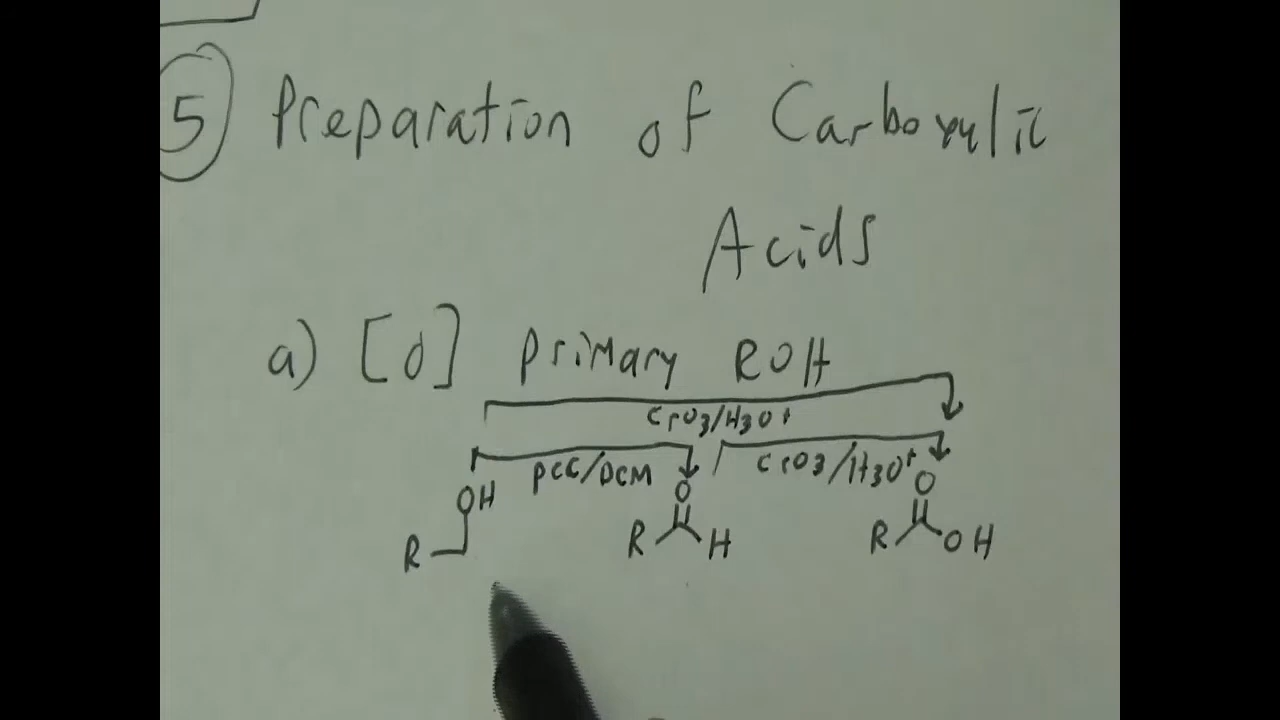 5 Preparation of Carboxylic
Acids
a) [O] Primary ROH
CrO3/H3O+
PCC/DCM CrO3/H3O+
OH O O
R R H R OH